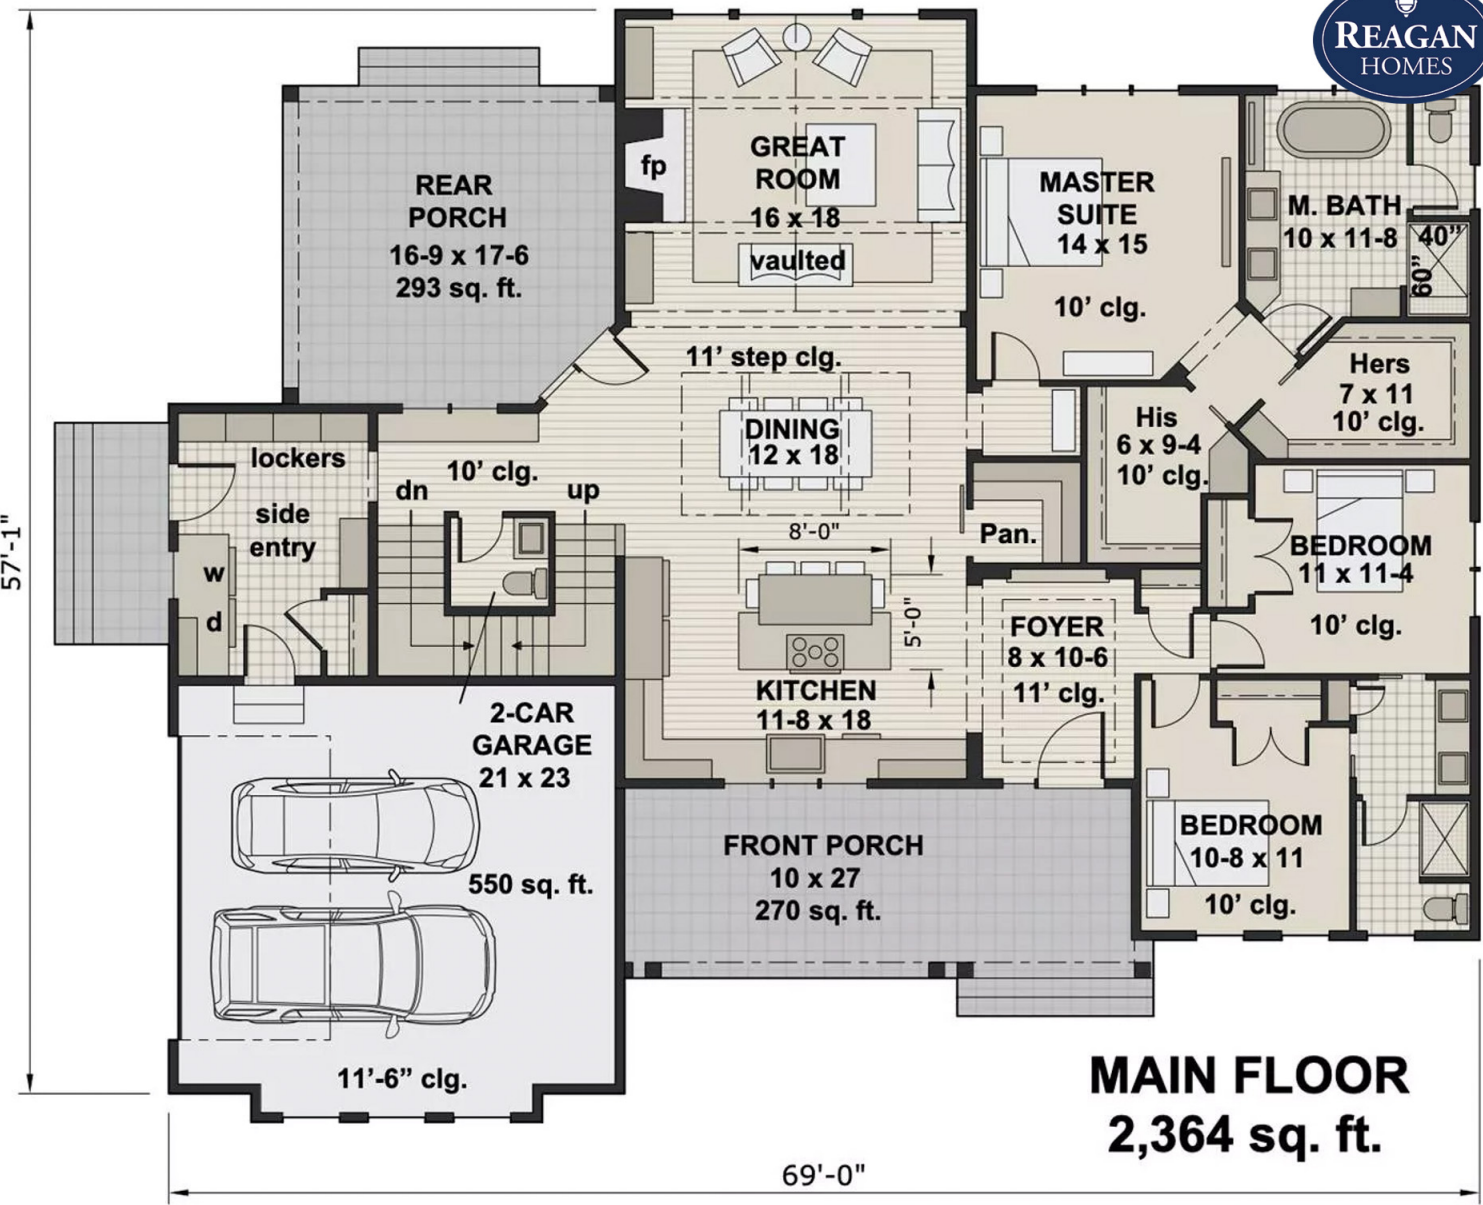 REAGAN
HOMES
GREAT
ROOM
16 x 18
vaulted
fp
REAR
PORCH
16-9 x 17-6
293 sq. ft.
MASTER
SUITE
14 x 15
10' clg.
M. BATH
10 x 11-8
40”
60”
Hers
7 x 11
10' clg.
His
6 x 9-4
10' clg.
11' step clg.
DINING
12 x 18
lockers
10' clg.
dn
up
side
entry
w
d
8'-0"
5'-0"
Pan.
BEDROOM
11 x 11-4
10' clg.
FOYER
8 x 10-6
11' clg.
KITCHEN
11-8 x 18
2-CAR
GARAGE
21 x 23
550 sq. ft.
11'-6” clg.
FRONT PORCH
10 x 27
270 sq. ft.
BEDROOM
10-8 x 11
10' clg.
57'-1"
MAIN FLOOR
2,364 sq. ft.
69'-0"